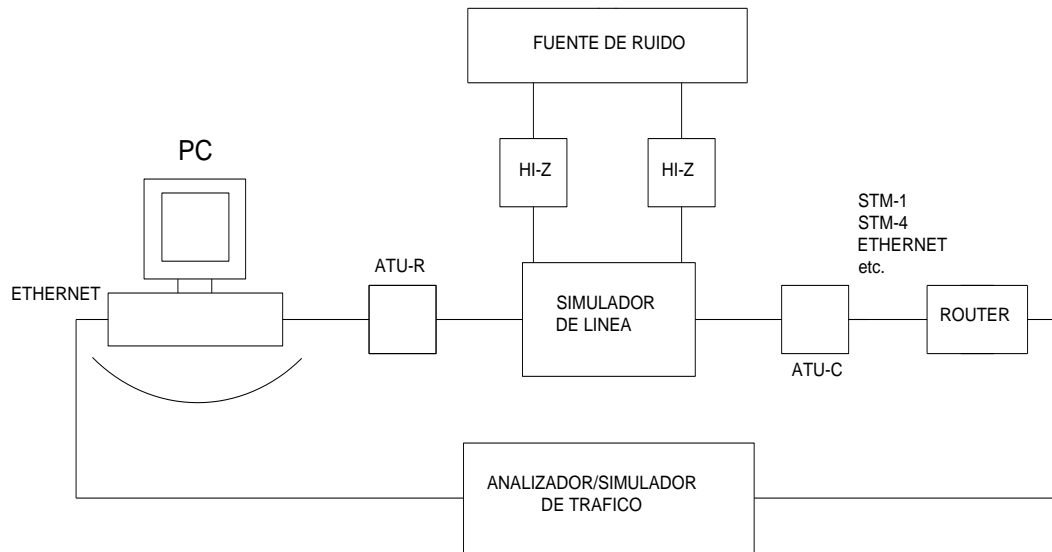 FUENTE DE RUIDO
PC
HI-Z
HI-Z
STM-1
STM-4
ETHERNET
etc.
ATU-R
ETHERNET
SIMULADOR
DE LINEA
ROUTER
ATU-C
ANALIZADOR/SIMULADOR
DE TRAFICO